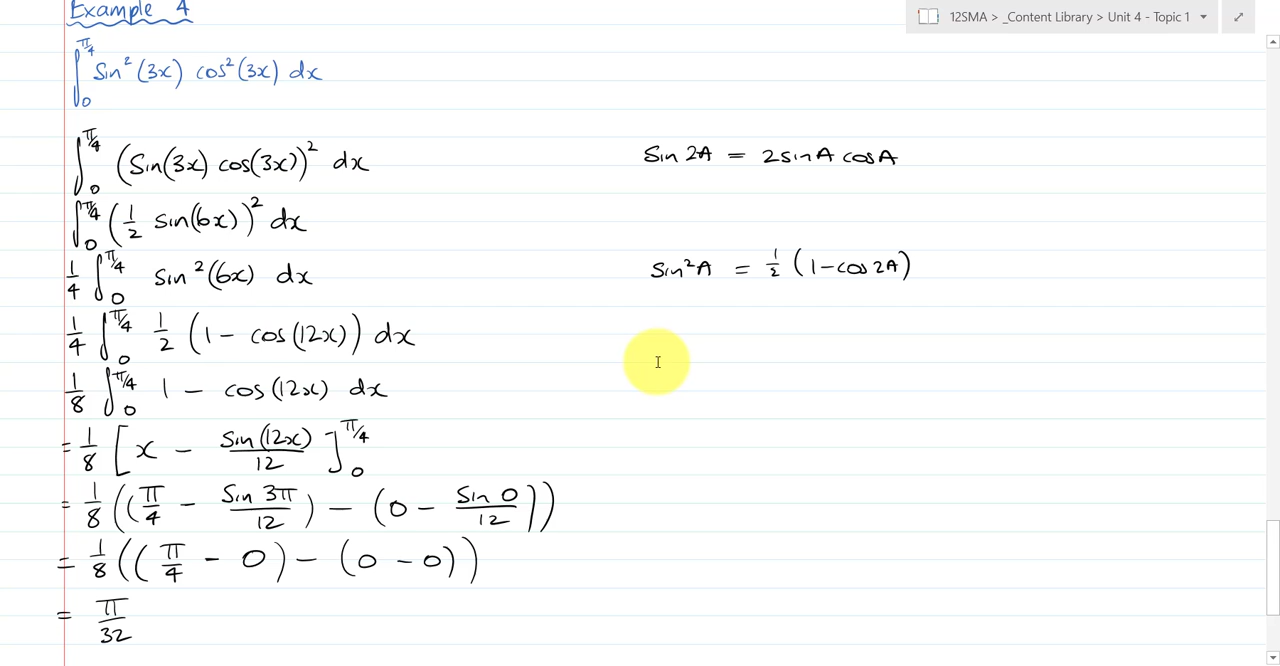 Example 4
12SMA > _Content Library > Unit 4 - Topic 1
∫₀^(π/4) Sin² (3x) cos² (3x) dx
∫₀^(π/4) (Sin(3x) cos(3x))² dx
Sin 2A = 2sinA cosA
∫₀^(π/4) (1/2 sin(6x))² dx
1/4 ∫₀^(π/4) sin²(6x) dx
Sin²A = 1/2 (1-cos2A)
1/4 ∫₀^(π/4) 1/2 (1 - cos(12x)) dx
1/8 ∫₀^(π/4) 1 - cos(12x) dx
= 1/8 [x - Sin(12x)/12]₀^(π/4)
= 1/8 ((π/4 - Sin 3π/12) - (0 - Sin 0/12))
= 1/8 ((π/4 - 0) - (0 - 0))
= π/32